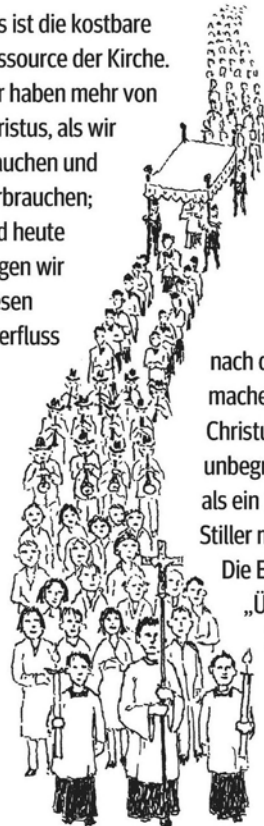 s ist die kostbare
ssource der Kirche.
r haben mehr von
ristus, als wir
auchen und
rbrauchen;
d heute
gen wir
esen
erfluss
nach d
mache
Christu
unbegr
als ein
Stiller n
Die E
„Ü